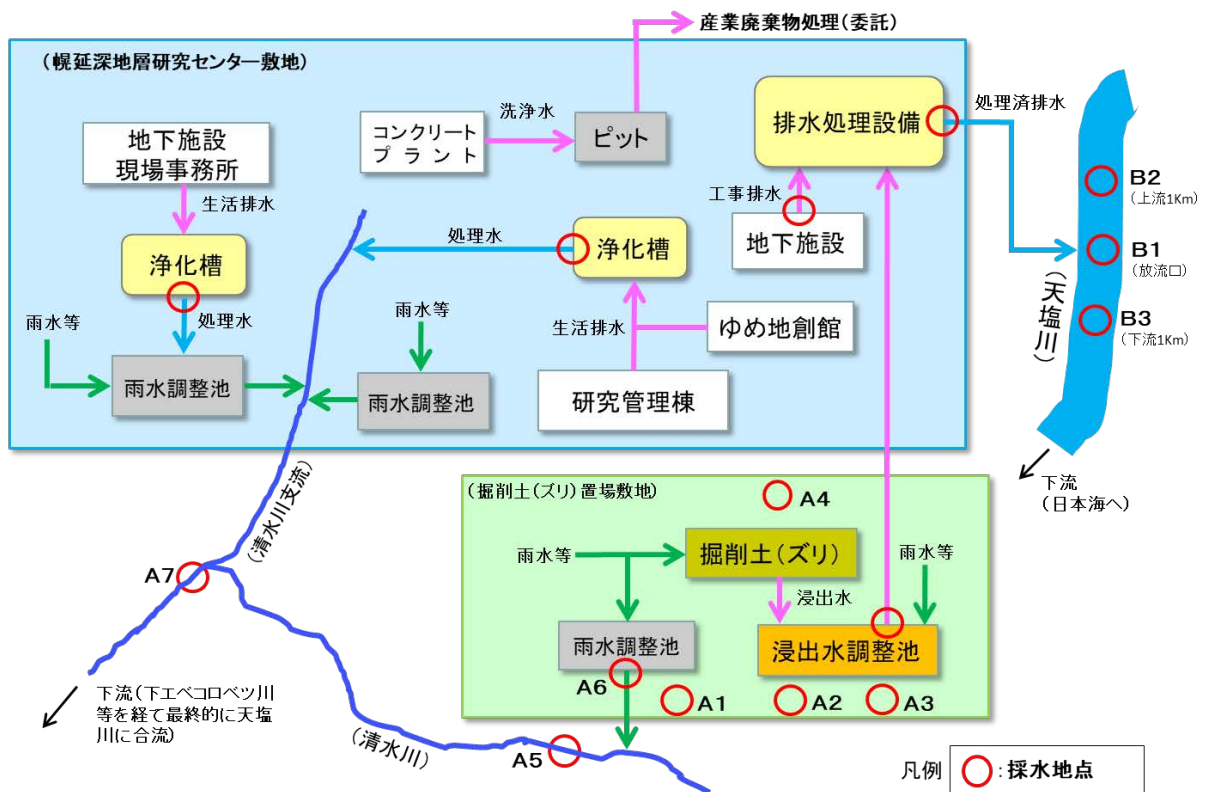 産業廃棄物処理(委託)
(幌延深地層研究センター敷地)
地下施設
現場事務所
生活排水
浄化槽
処理水
雨水等
雨水調整池
コンクリート
プラント
洗浄水
ピット
排水処理設備
処理済排水
工事排水
地下施設
処理水
浄化槽
生活排水
ゆめ地創館
研究管理棟
雨水等
雨水調整池
B2
(上流1Km)
B1
(放流口)
B3
(下流1Km)
(天塩川)
下流
(日本海へ)
(清水川支流)
(掘削土(ズリ)置場敷地)
A4
雨水等
掘削土(ズリ)
雨水等
浸出水
雨水調整池
浸出水調整池
A6
A1
A2
A3
A7
下流(下エベコロベツ川
等を経て最終的に天塩
川に合流)
(清水川)
A5
凡例
:採水地点